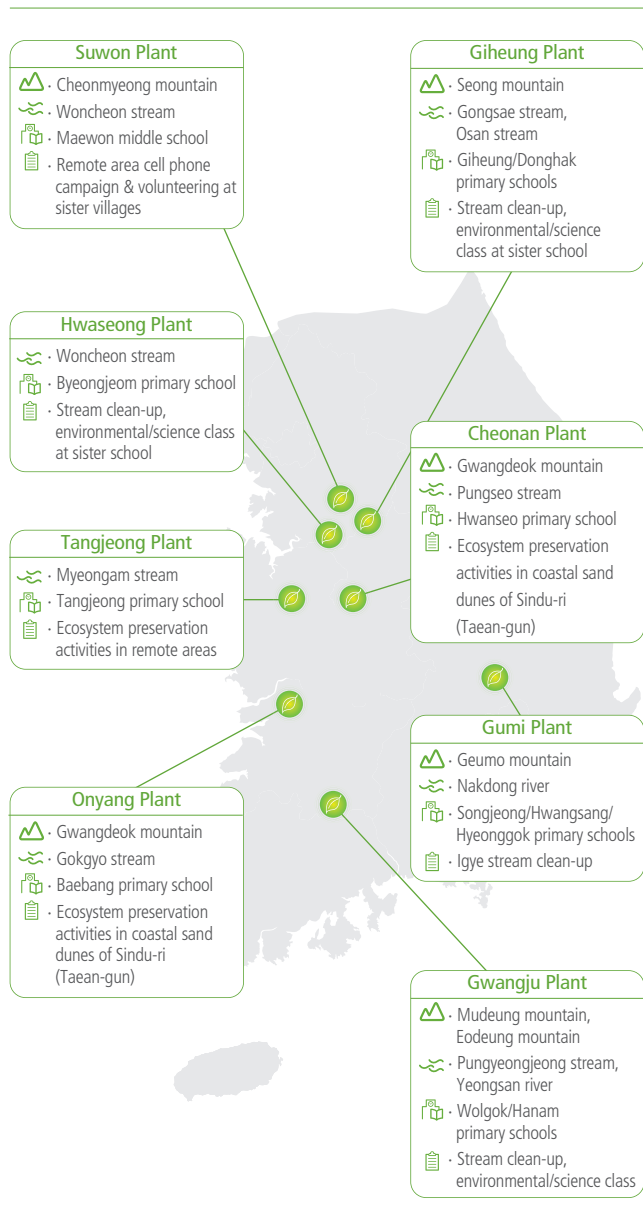 Suwon Plant
· Cheonmyeong mountain
· Woncheon stream
· Maewon middle school
· Remote area cell phone
campaign & volunteering at
sister villages
Giheung Plant
· Seong mountain
· Gongsae stream,
Osan stream
· Giheung/Donghak
primary schools
· Stream clean-up,
environmental/science
class at sister school
Hwaseong Plant
· Woncheon stream
· Byeongjeom primary school
· Stream clean-up,
environmental/science class
at sister school
Cheonan Plant
· Gwangdeok mountain
· Pungseo stream
· Hwanseo primary school
· Ecosystem preservation
activities in coastal sand
dunes of Sindu-ri
(Taean-gun)
Tangjeong Plant
· Myeongam stream
· Tangjeong primary school
· Ecosystem preservation
activities in remote areas
Gumi Plant
· Geumo mountain
· Nakdong river
· Songjeong/Hwangsang/
Hyeonggok primary schools
· Igye stream clean-up
Onyang Plant
· Gwangdeok mountain
· Gokgyo stream
· Baebang primary school
· Ecosystem preservation
activities in coastal sand
dunes of Sindu-ri
(Taean-gun)
Gwangju Plant
· Mudeung mountain,
Eodeung mountain
· Pungyeongjeong stream,
Yeongsan river
· Wolgok/Hanam
primary schools
· Stream clean-up,
environmental/science class